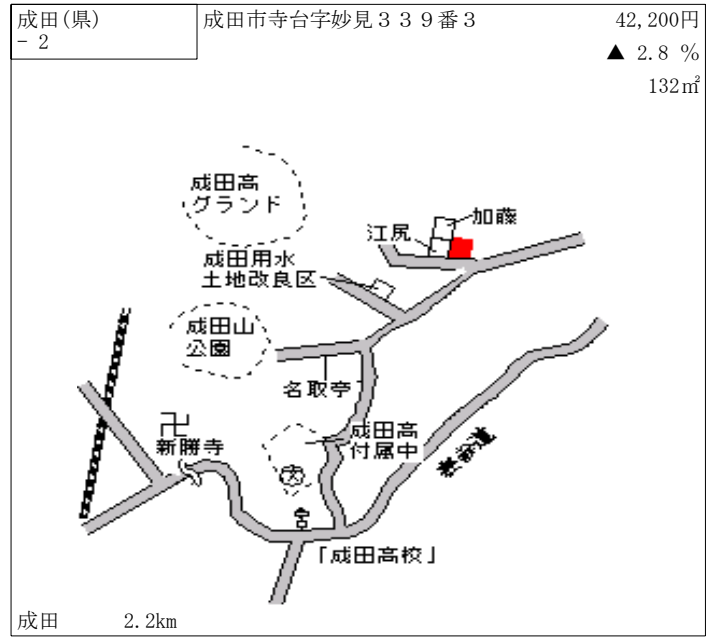 成田(県)
- 2
成田市寺台字妙見３３９番３
42,200円
▲ 2.8 %
132㎡
成田高
グランド
加藤
江尻
成田用水
土地改良区
成田山
公園
名取亭
卍
新勝寺
成田高
付属中
「成田高校」
成田 2.2km